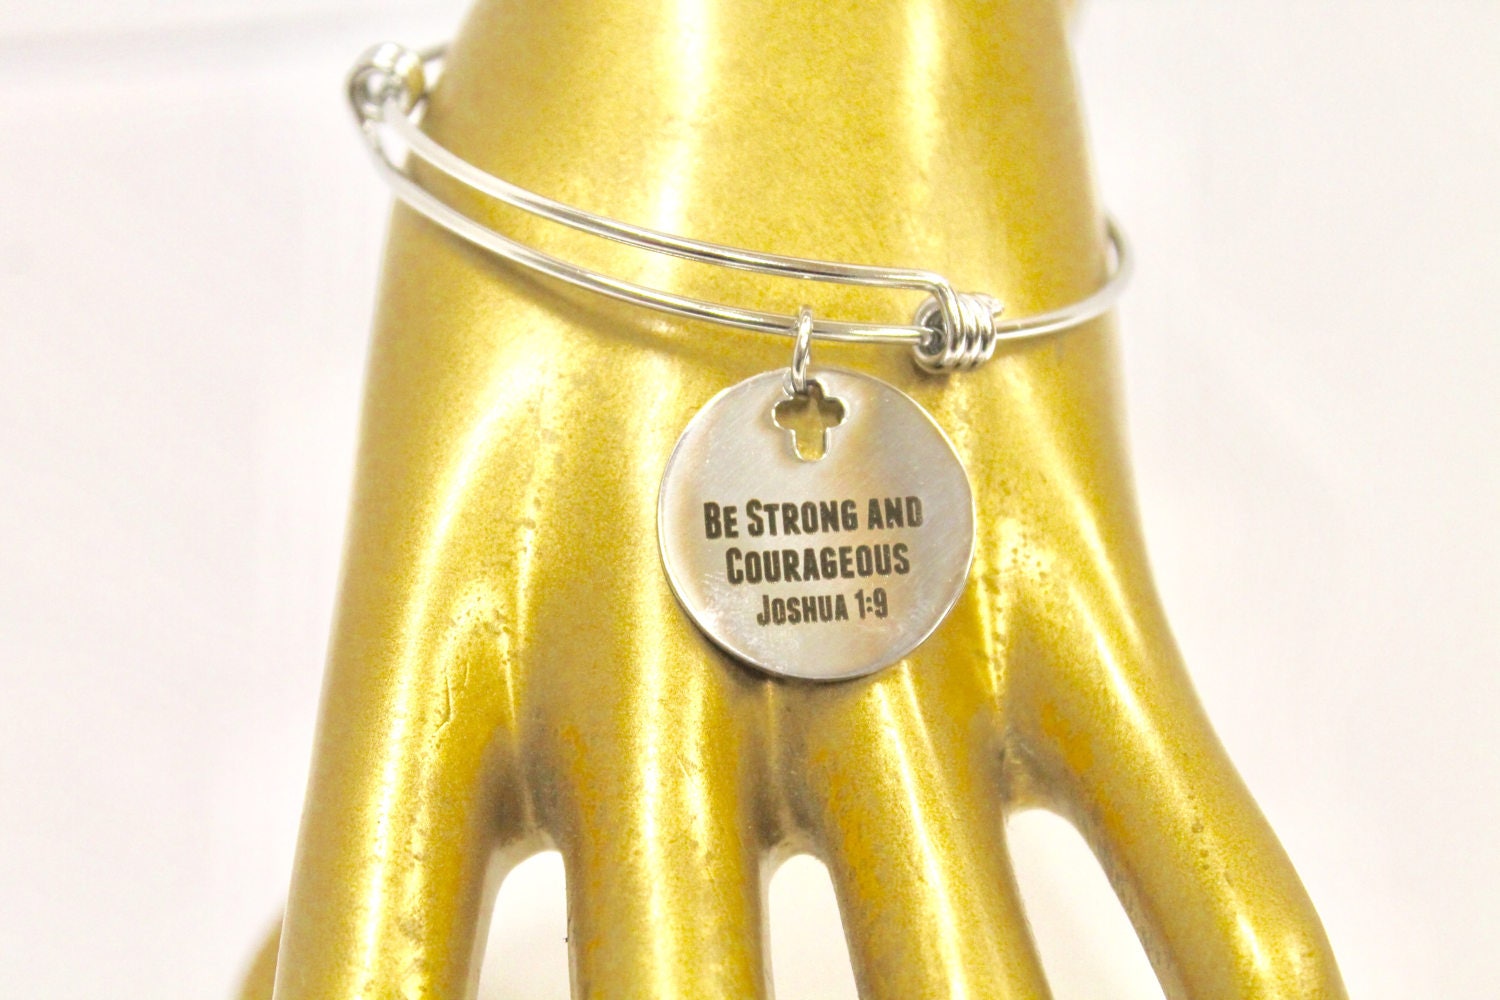 Be Strong and
Courageous
Joshua 1:9